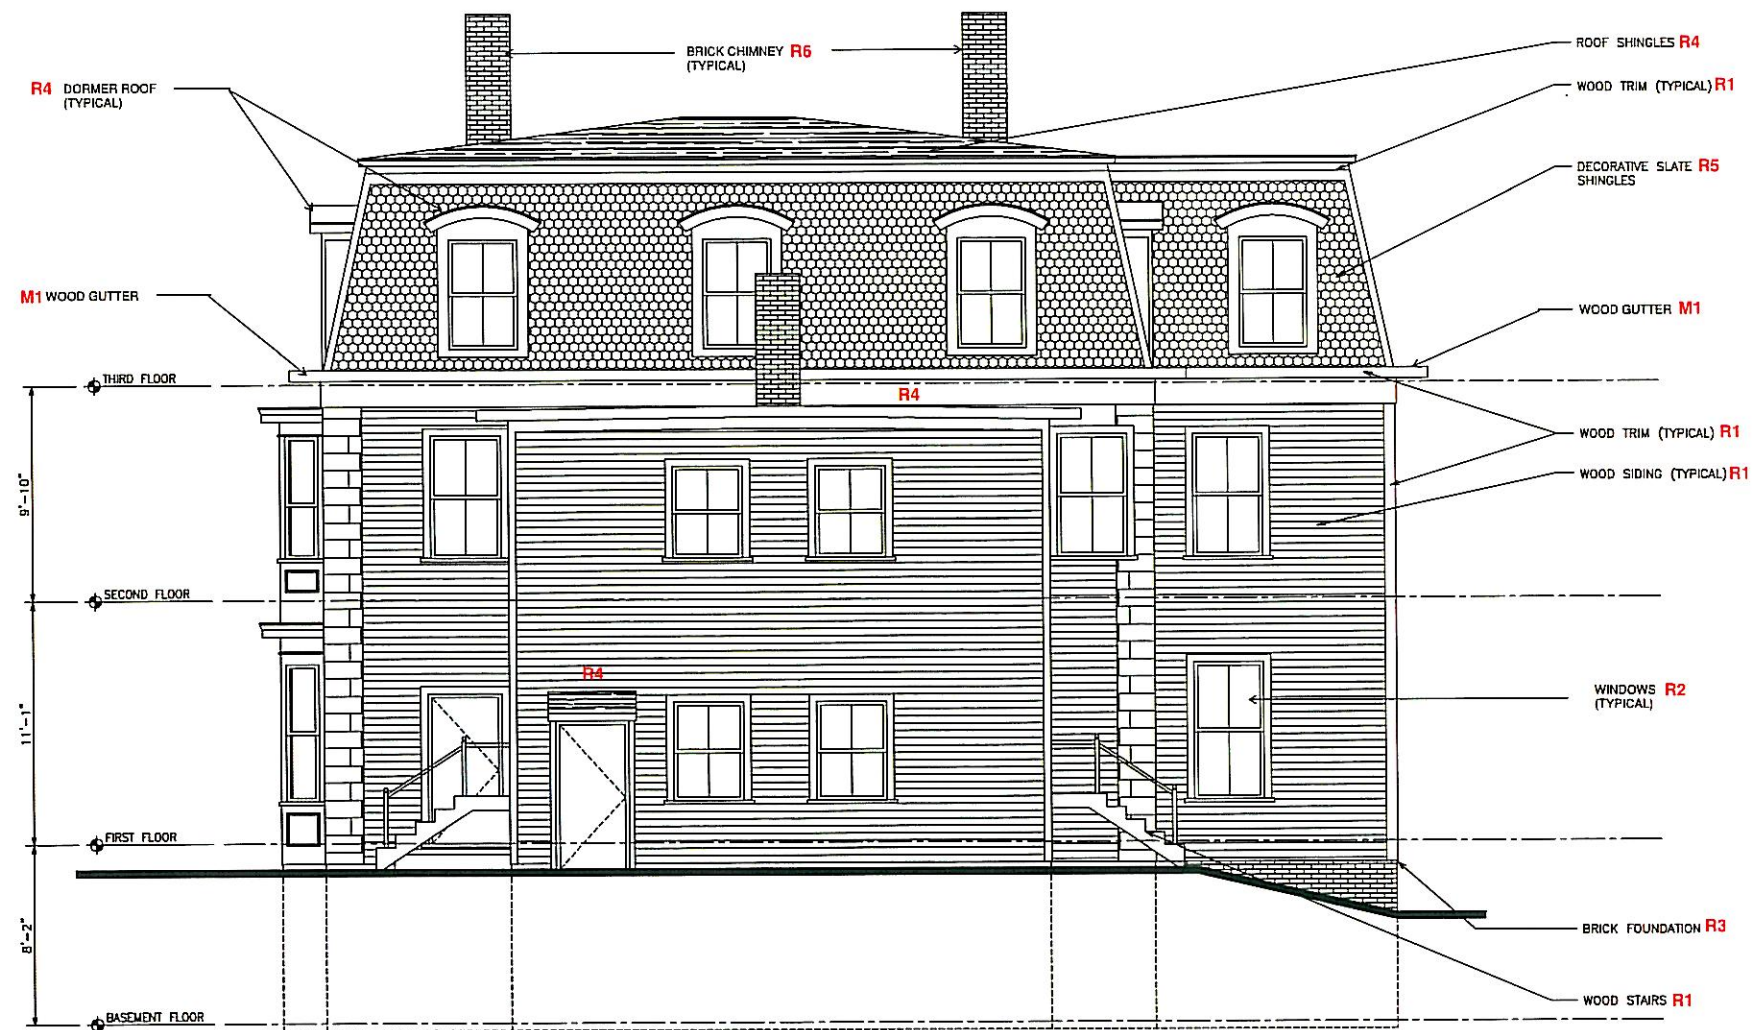 BRICK CHIMNEY R6
(TYPICAL)
ROOF SHINGLES R4
R4 DORMER ROOF
(TYPICAL)
WOOD TRIM (TYPICAL) R1
DECORATIVE SLATE R5
SHINGLES
M1 WOOD GUTTER
WOOD GUTTER M1
THIRD FLOOR
R4
WOOD TRIM (TYPICAL) R1
WOOD SIDING (TYPICAL) R1
9'-10"
SECOND FLOOR
R4
WINDOWS R2
(TYPICAL)
11'-1"
FIRST FLOOR
8'-2"
BRICK FOUNDATION R3
WOOD STAIRS R1
BASEMENT FLOOR